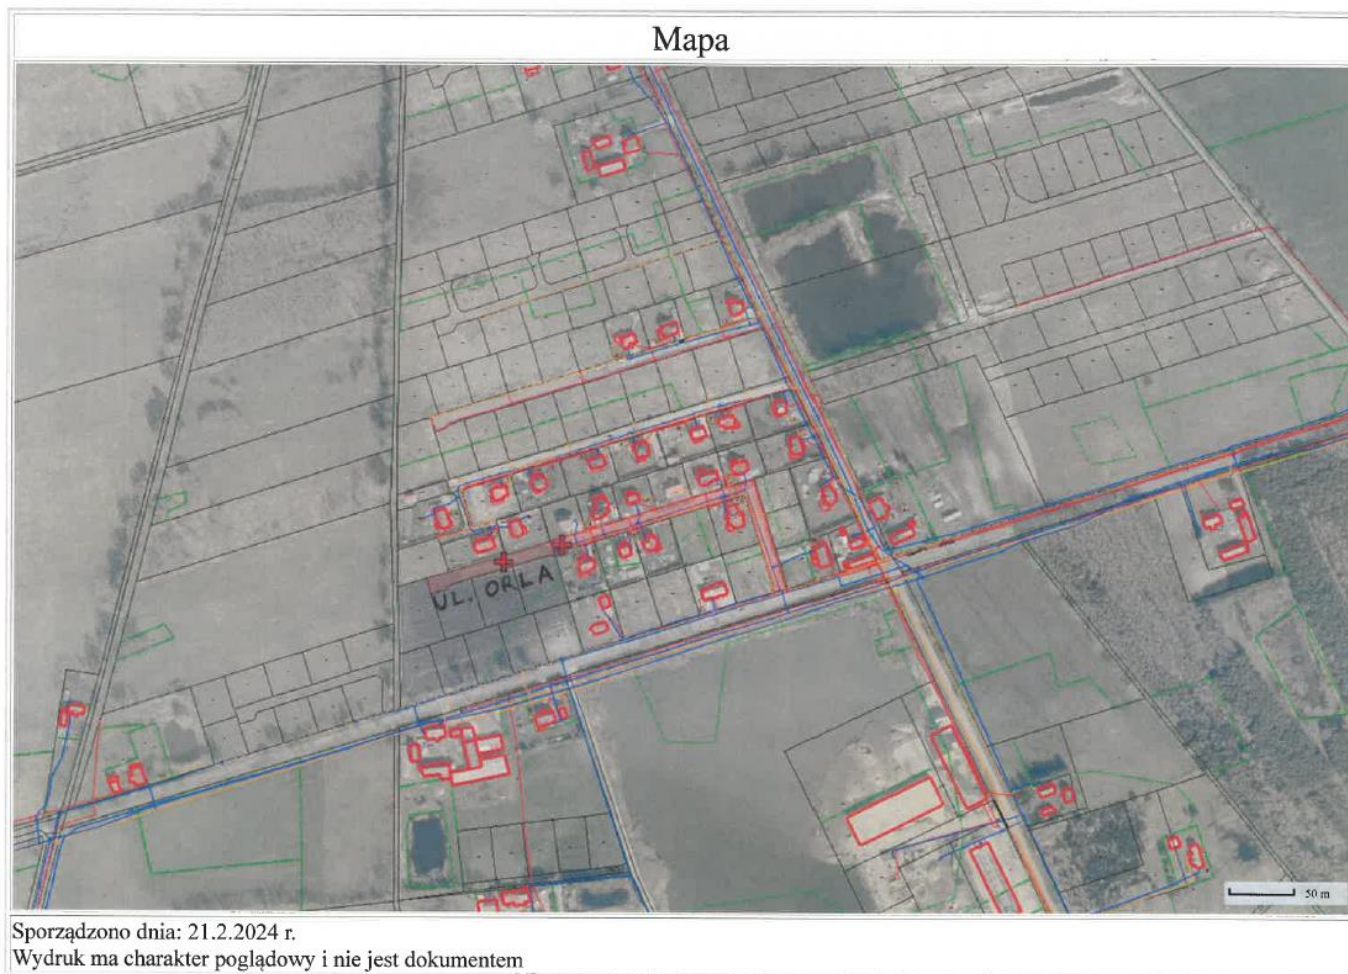 Mapa
UL. ORLA
50 m
Sporządzono dnia: 21.2.2024 r.
Wydruk ma charakter poglądowy i nie jest dokumentem